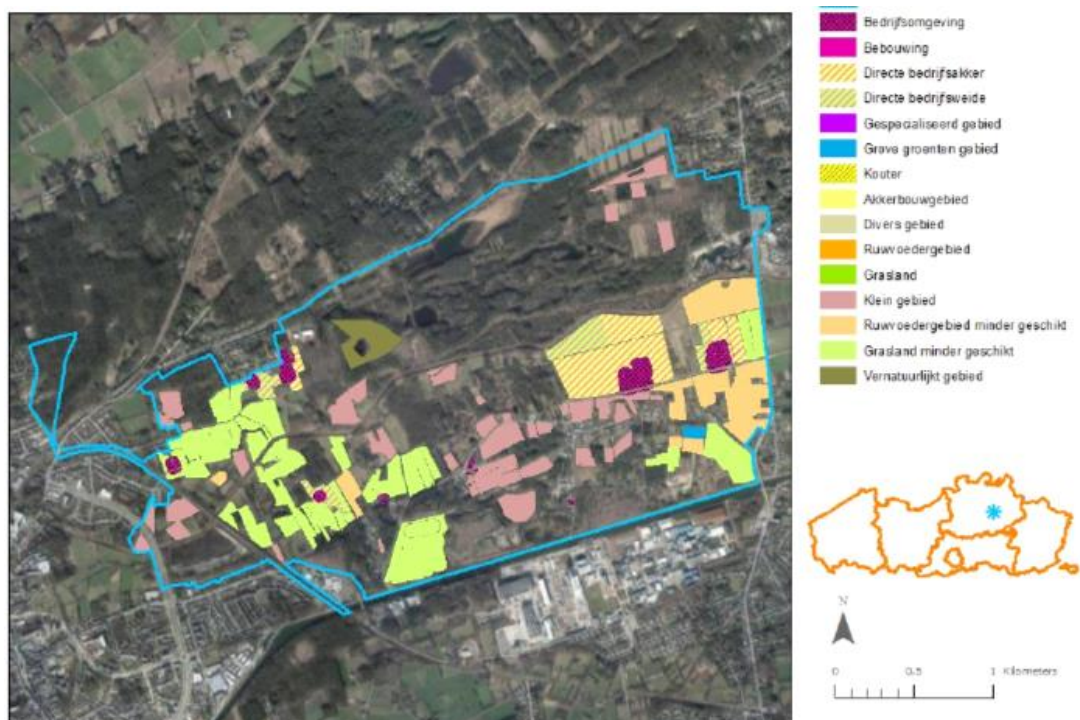 Bedrijfsomgeving
Bebouwing
Directe bedrijfsakker
Directe bedrijfsweide
Gespecialiseerd gebied
Grove groenten gebied
Kouter
Akkerbouwgebied
Divers gebied
Ruwvoedergebied
Grasland
Klein gebied
Ruwvoedergebied minder geschikt
Grasland minder geschikt
Vernatuurlijkt gebied
N
0 0.5 1 Kilometers